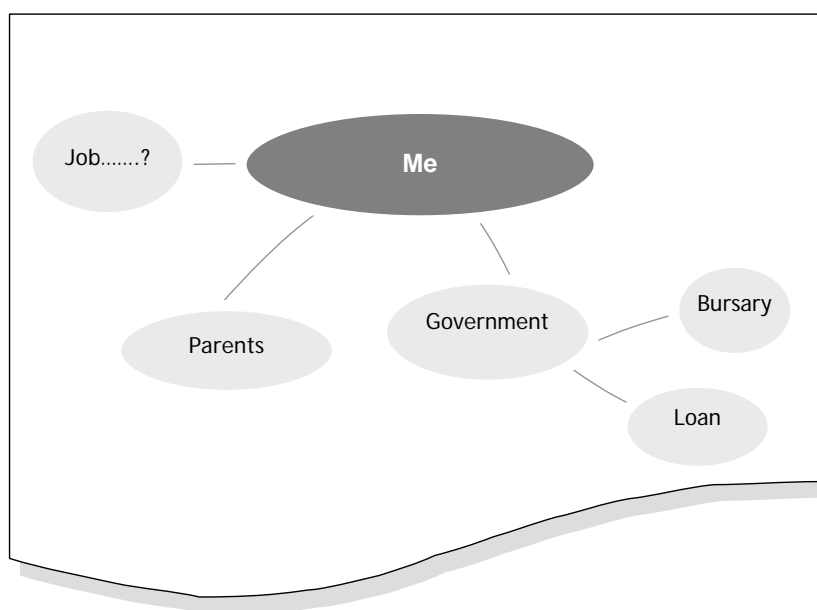 Me
Job.......?
Parents
Government
Bursary
Loan